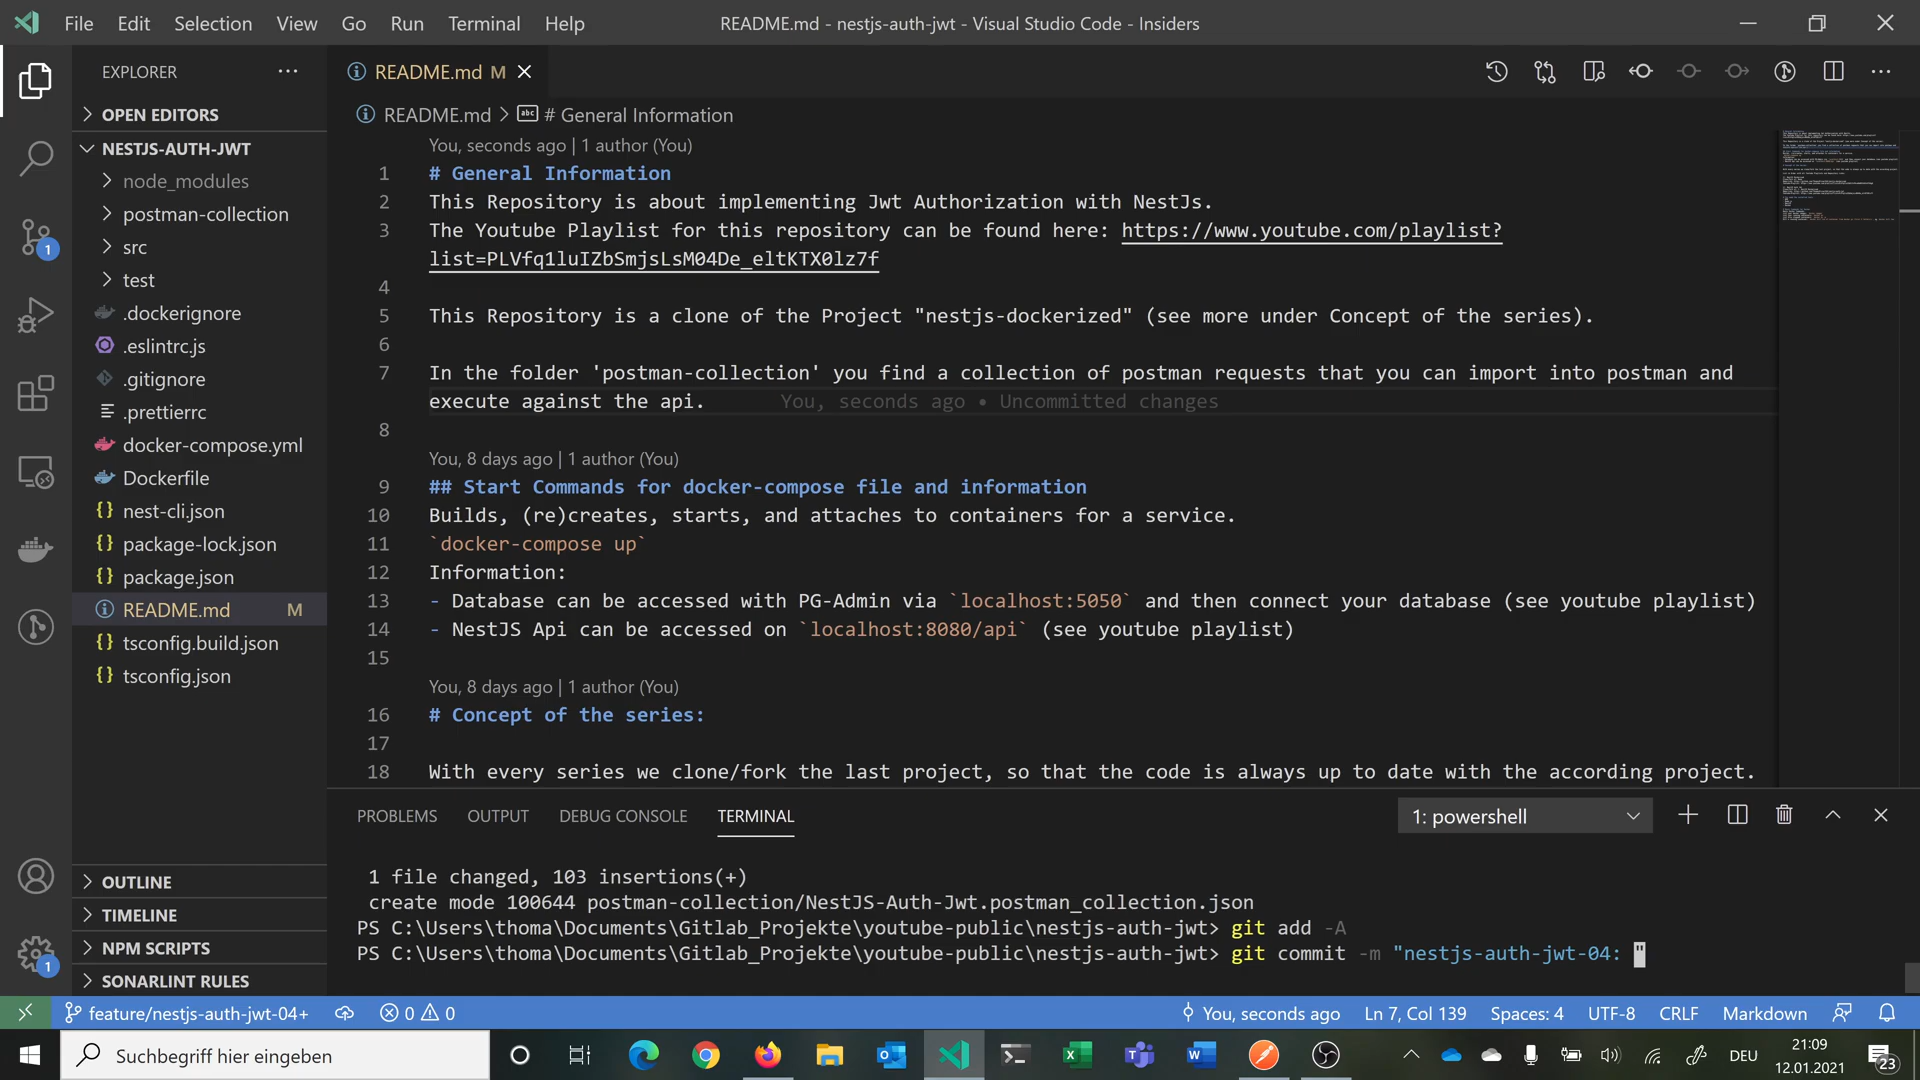 File Edit Selection View Go Run Terminal Help README.md - nestjs-auth-jwt - Visual Studio Code - Insiders
EXPLORER
OPEN EDITORS
NESTJS-AUTH-JWT
node_modules
postman-collection
src
test
.dockerignore
.eslintrc.js
.gitignore
.prettierrc
docker-compose.yml
Dockerfile
nest-cli.json
package-lock.json
package.json
README.md M
tsconfig.build.json
tsconfig.json
OUTLINE
TIMELINE
NPM SCRIPTS
SONARLINT RULES
1
1
README.md M
README.md > # General Information
You, seconds ago | 1 author (You)
1 # General Information
2 This Repository is about implementing Jwt Authorization with NestJs.
3 The Youtube Playlist for this repository can be found here: https://www.youtube.com/playlist?
list=PLVfq1luIZbSmjsLsM04De_eltKTX0lz7f
4
5 This Repository is a clone of the Project "nestjs-dockerized" (see more under Concept of the series).
6
7 In the folder 'postman-collection' you find a collection of postman requests that you can import into postman and
execute against the api. You, seconds ago • Uncommitted changes
8
You, 8 days ago | 1 author (You)
9 ## Start Commands for docker-compose file and information
10 Builds, (re)creates, starts, and attaches to containers for a service.
11 `docker-compose up`
12 Information:
13 - Database can be accessed with PG-Admin via `localhost:5050` and then connect your database (see youtube playlist)
14 - NestJS Api can be accessed on `localhost:8080/api` (see youtube playlist)
15
You, 8 days ago | 1 author (You)
16 # Concept of the series:
17
18 With every series we clone/fork the last project, so that the code is always up to date with the according project.
PROBLEMS OUTPUT DEBUG CONSOLE TERMINAL 1: powershell
1 file changed, 103 insertions(+)
create mode 100644 postman-collection/NestJS-Auth-Jwt.postman_collection.json
PS C:\Users\thoma\Documents\Gitlab_Projekte\youtube-public\nestjs-auth-jwt> git add -A
PS C:\Users\thoma\Documents\Gitlab_Projekte\youtube-public\nestjs-auth-jwt> git commit -m "nestjs-auth-jwt-04: "
feature/nestjs-auth-jwt-04+ 0 0 You, seconds ago Ln 7, Col 139 Spaces: 4 UTF-8 CRLF Markdown
Suchbegriff hier eingeben DEU 21:09
12.01.2021
23